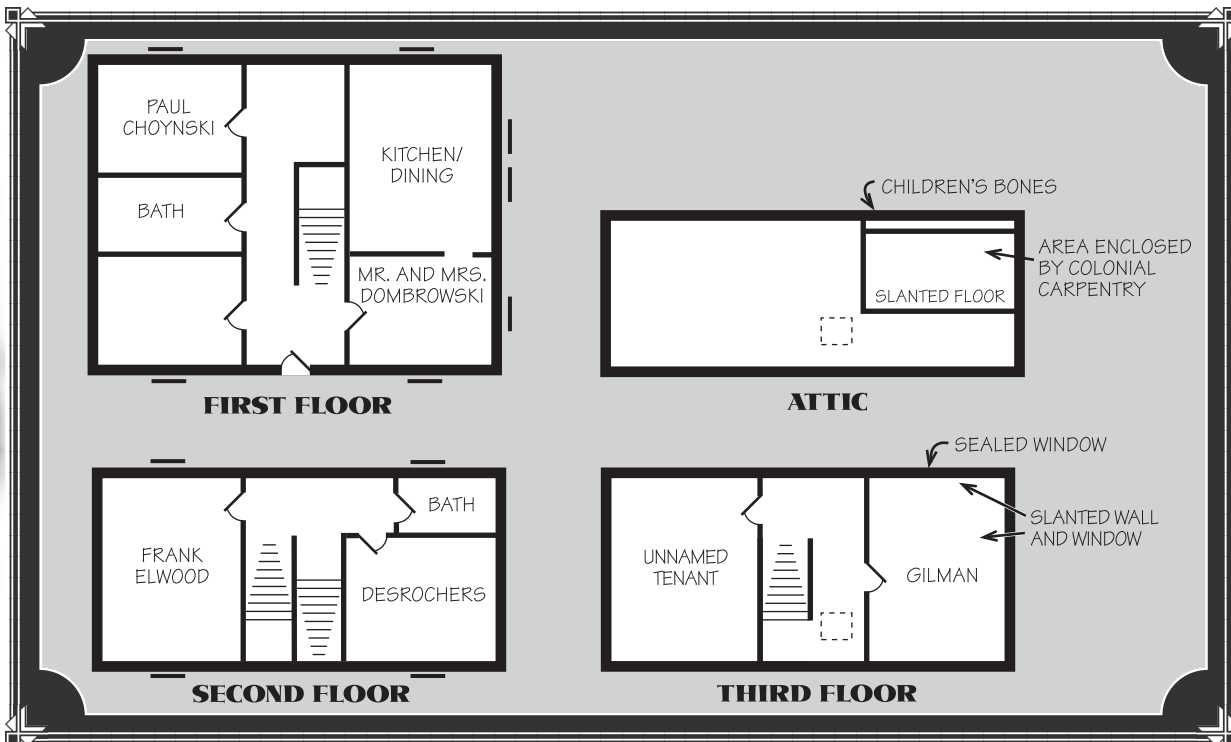 PAUL
CHOYNSKI
BATH
KITCHEN/
DINING
MR. AND MRS.
DOMBROWSKI
FIRST FLOOR
CHILDREN'S BONES
AREA ENCLOSED
BY COLONIAL
CARPENTRY
SLANTED FLOOR
ATTIC
FRANK
ELWOOD
BATH
DESROCHERS
SECOND FLOOR
SEALED WINDOW
SLANTED WALL
AND WINDOW
UNNAMED
TENANT
GILMAN
THIRD FLOOR